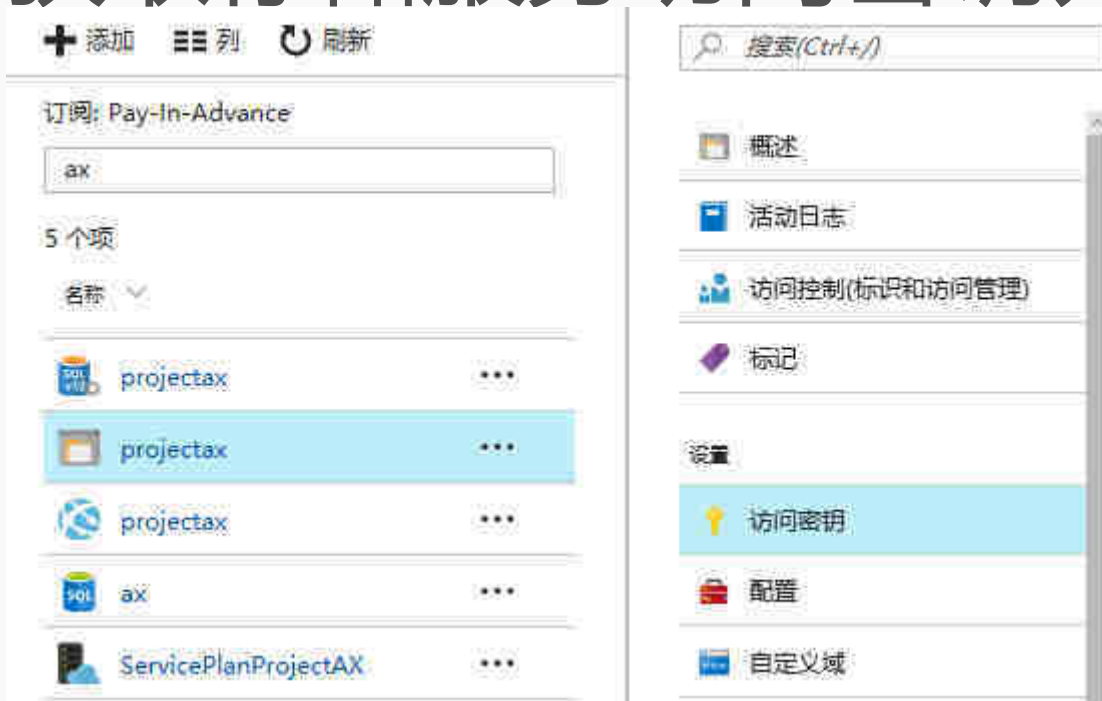 添加 列 刷新
订阅: Pay-In-Advance
ax
5 个项
名称
projectax
projectax
projectax
ax
ServicePlanProjectAX
搜索(Ctrl+/)
概述
活动日志
访问控制(标识和访问管理)
标记
设置
访问密钥
配置
自定义域